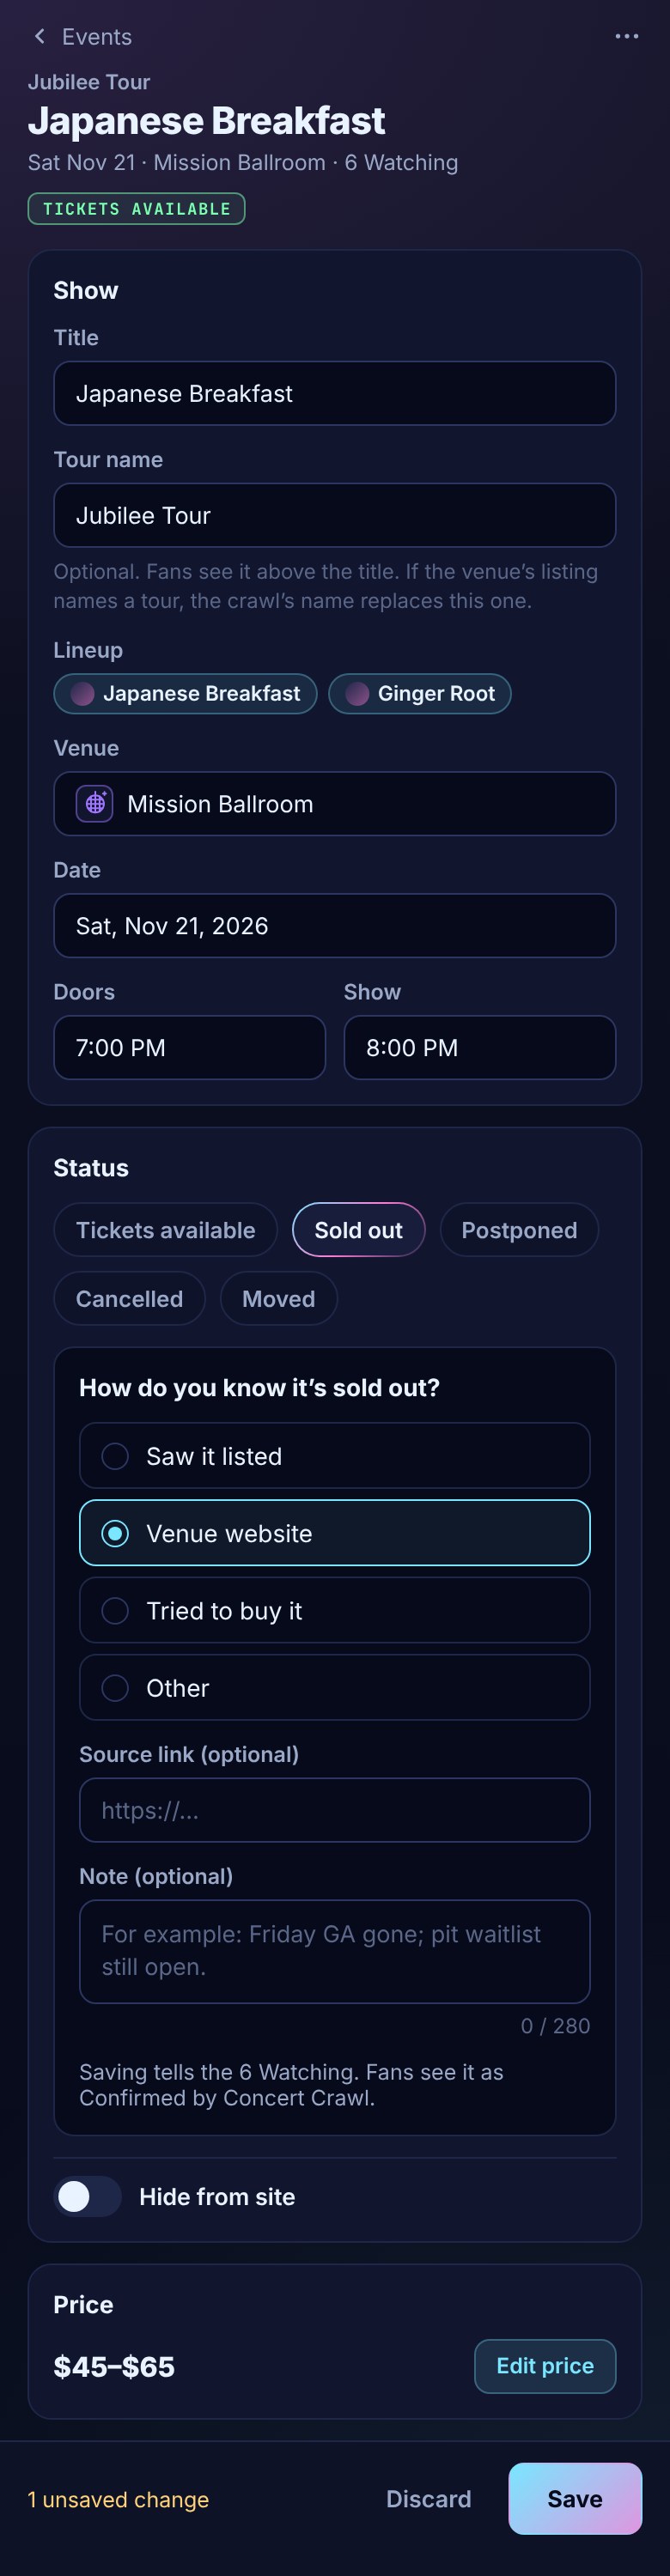 Events
Jubilee Tour
Japanese Breakfast
Sat Nov 21 · Mission Ballroom · 6 Watching
TICKETS AVAILABLE
Show
Title
Japanese Breakfast
Tour name
Jubilee Tour
Optional. Fans see it above the title. If the venue’s listing
names a tour, the crawl’s name replaces this one.
Lineup
Japanese Breakfast
Ginger Root
Venue
Mission Ballroom
Date
Sat, Nov 21, 2026
Doors
Show
7:00 PM
8:00 PM
Status
Tickets available
Sold out
Postponed
Cancelled
Moved
How do you know it’s sold out?
Saw it listed
Venue website
Tried to buy it
Other
Source link (optional)
https://...
Note (optional)
For example: Friday GA gone; pit waitlist
still open.
0 / 280
Saving tells the 6 Watching. Fans see it as
Confirmed by Concert Crawl.
Hide from site
Price
$45–$65
Edit price
1 unsaved change
Discard
Save